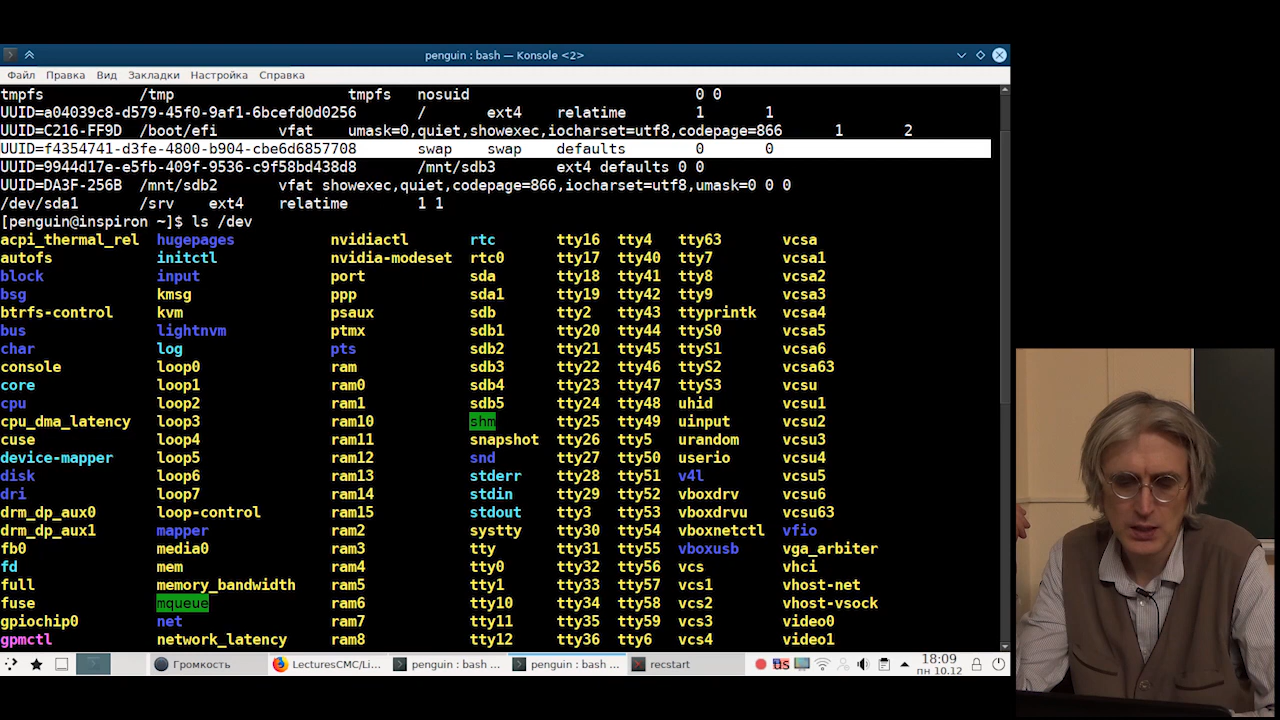 penguin : bash — Konsole <2>
Файл Правка Вид Закладки Настройка Справка
tmpfs /tmp tmpfs nosuid 0 0
UUID=a04039c8-d579-45f0-9af1-6bcefd0d0256 / ext4 relatime 1 1
UUID=C216-FF9D /boot/efi vfat umask=0,quiet,showexec,iocharset=utf8,codepage=866 1 2
UUID=f4354741-d3fe-4800-b904-cbe6d6857708 swap swap defaults 0 0
UUID=9944d17e-e5fb-409f-9536-c9f58bd438d8 /mnt/sdb3 ext4 defaults 0 0
UUID=DA3F-256B /mnt/sdb2 vfat showexec,quiet,codepage=866,iocharset=utf8,umask=0 0 0
/dev/sda1 /srv ext4 relatime 1 1
[penguin@inspiron ~]$ ls /dev
acpi_thermal_rel hugepages nvidiactl rtc tty16 tty4 tty63 vcsa
autofs initctl nvidia-modeset rtc0 tty17 tty40 tty7 vcsa1
block input port sda tty18 tty41 tty8 vcsa2
bsg kmsg ppp sda1 tty19 tty42 tty9 vcsa3
btrfs-control kvm psaux sdb tty2 tty43 ttyprintk vcsa4
bus lightnvm ptmx sdb1 tty20 tty44 ttyS0 vcsa5
char log pts sdb2 tty21 tty45 ttyS1 vcsa6
console loop0 ram sdb3 tty22 tty46 ttyS2 vcsa63
core loop1 ram0 sdb4 tty23 tty47 ttyS3 vcsu
cpu loop2 ram1 sdb5 tty24 tty48 uhid vcsu1
cpu_dma_latency loop3 ram10 shm tty25 tty49 uinput vcsu2
cuse loop4 ram11 snapshot tty26 tty5 urandom vcsu3
device-mapper loop5 ram12 snd tty27 tty50 userio vcsu4
disk loop6 ram13 stderr tty28 tty51 v4l vcsu5
dri loop7 ram14 stdin tty29 tty52 vboxdrv vcsu6
drm_dp_aux0 loop-control ram15 stdout tty3 tty53 vboxdrvu vcsu63
drm_dp_aux1 mapper ram2 systty tty30 tty54 vboxnetctl vfio
fb0 media0 ram3 tty tty31 tty55 vboxusb vga_arbiter
fd mem ram4 tty0 tty32 tty56 vcs vhci
full memory_bandwidth ram5 tty1 tty33 tty57 vcs1 vhost-net
fuse mqueue ram6 tty10 tty34 tty58 vcs2 vhost-vsock
gpiochip0 net ram7 tty11 tty35 tty59 vcs3 video0
gpmctl network_latency ram8 tty12 tty36 tty6 vcs4 video1
Громкость LecturesCMC/Li... penguin : bash ... penguin : bash ... recstart US 18:09
пн 10.12